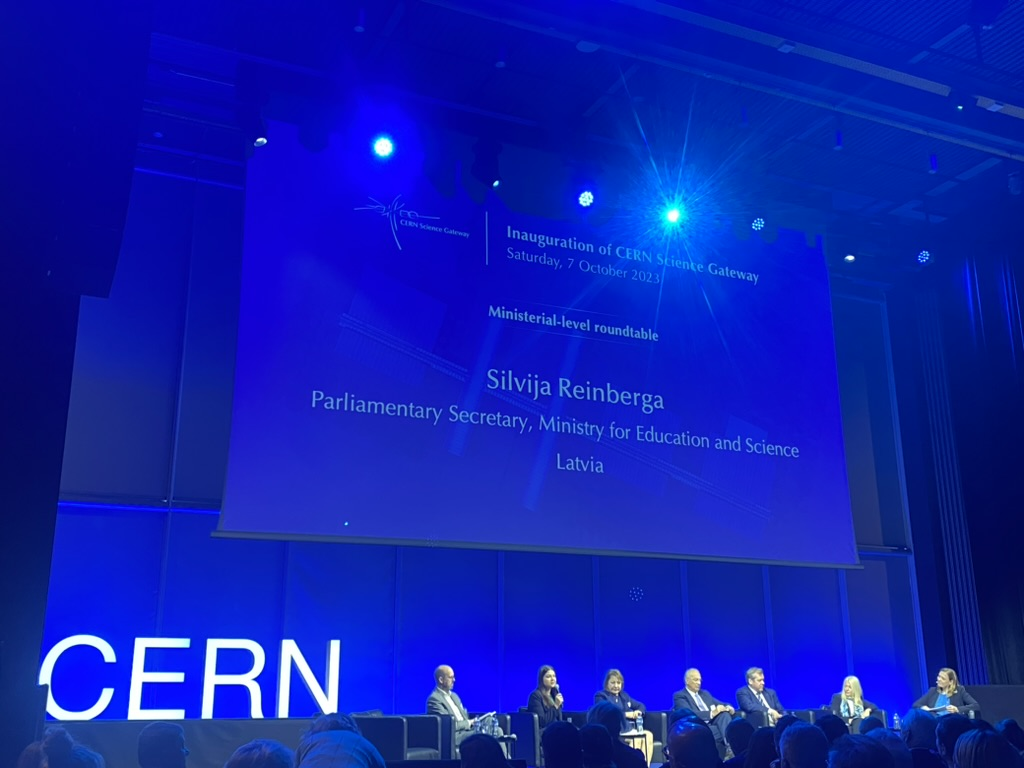 CERN Science Gateway
Inauguration of CERN Science Gateway
Saturday, 7 October 2023
Ministerial-level roundtable
Silvija Reinberga
Parliamentary Secretary, Ministry for Education and Science
Latvia
CERN